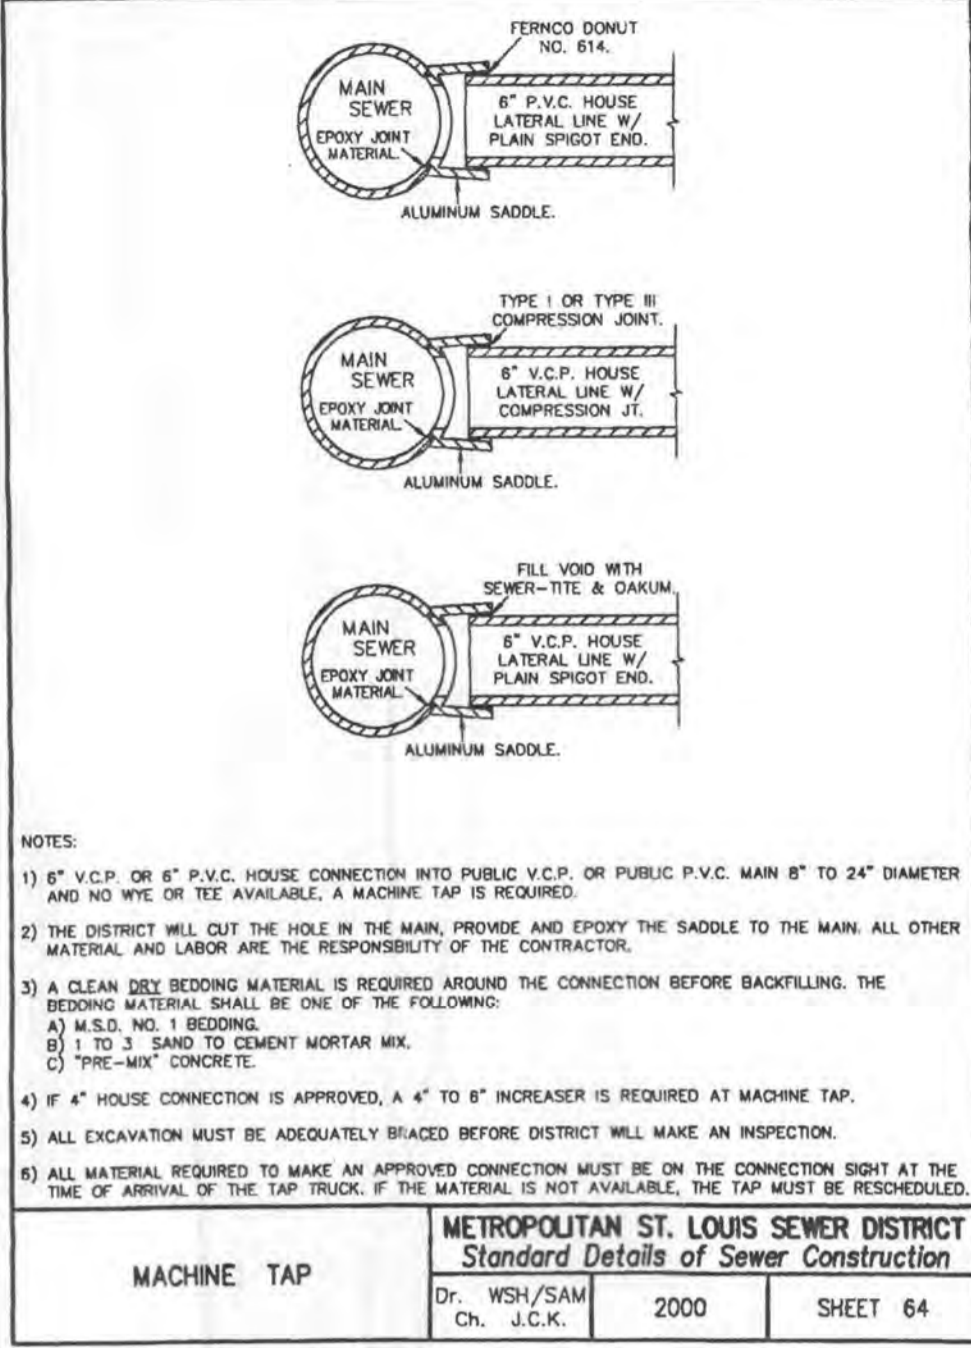 FERNCO DONUT
NO. 614.
MAIN
SEWER
EPOXY JOINT
MATERIAL.
6" P.V.C. HOUSE
LATERAL LINE W/
PLAIN SPIGOT END.
ALUMINUM SADDLE.
TYPE I OR TYPE III
COMPRESSION JOINT.
MAIN
SEWER
EPOXY JOINT
MATERIAL.
6" V.C.P. HOUSE
LATERAL LINE W/
COMPRESSION JT.
ALUMINUM SADDLE.
FILL VOID WITH
SEWER-TITE & OAKUM.
MAIN
SEWER
EPOXY JOINT
MATERIAL.
6" V.C.P. HOUSE
LATERAL LINE W/
PLAIN SPIGOT END.
ALUMINUM SADDLE.
NOTES:
1) 6" V.C.P. OR 6" P.V.C. HOUSE CONNECTION INTO PUBLIC V.C.P. OR PUBLIC P.V.C. MAIN 8" TO 24" DIAMETER
AND NO WYE OR TEE AVAILABLE, A MACHINE TAP IS REQUIRED.
2) THE DISTRICT WILL CUT THE HOLE IN THE MAIN, PROVIDE AND EPOXY THE SADDLE TO THE MAIN. ALL OTHER
MATERIAL AND LABOR ARE THE RESPONSBILITY OF THE CONTRACTOR.
3) A CLEAN DRY BEDDING MATERIAL IS REQUIRED AROUND THE CONNECTION BEFORE BACKFILLING. THE
BEDDING MATERIAL SHALL BE ONE OF THE FOLLOWING:
A) M.S.D. NO. 1 BEDDING.
B) 1 TO 3 SAND TO CEMENT MORTAR MIX.
C) "PRE-MIX" CONCRETE.
4) IF 4" HOUSE CONNECTION IS APPROVED, A 4" TO 6" INCREASER IS REQUIRED AT MACHINE TAP.
5) ALL EXCAVATION MUST BE ADEQUATELY BRACED BEFORE DISTRICT WILL MAKE AN INSPECTION.
6) ALL MATERIAL REQUIRED TO MAKE AN APPROVED CONNECTION MUST BE ON THE CONNECTION SIGHT AT THE
TIME OF ARRIVAL OF THE TAP TRUCK. IF THE MATERIAL IS NOT AVAILABLE, THE TAP MUST BE RESCHEDULED.
MACHINE TAP
METROPOLITAN ST. LOUIS SEWER DISTRICT
Standard Details of Sewer Construction
Dr. WSH/SAM
Ch. J.C.K.
2000
SHEET 64